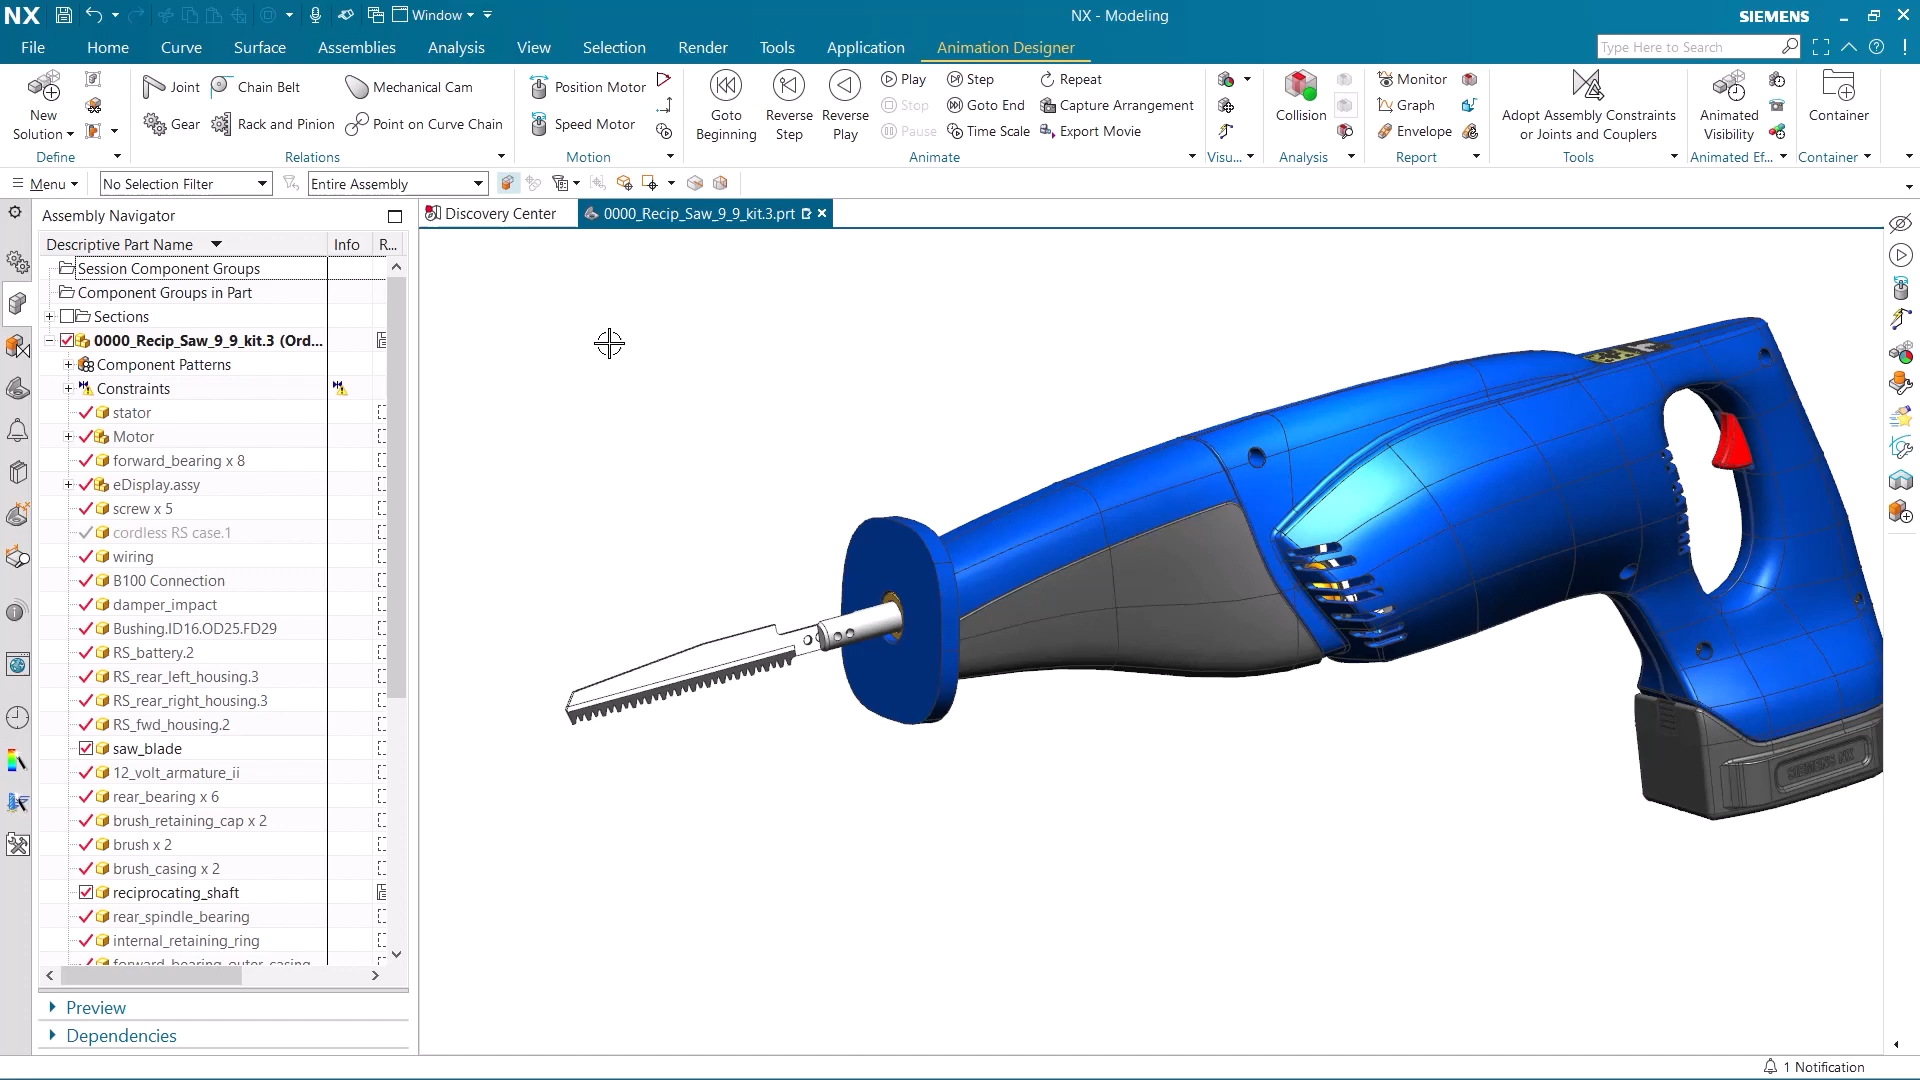 NX
Window
NX - Modeling
SIEMENS
File Home Curve Surface Assemblies Analysis View Selection Render Tools Application Animation Designer
Type Here to Search
New
Solution
Define
Joint Chain Belt Mechanical Cam
Gear Rack and Pinion Point on Curve Chain
Relations
Position Motor
Speed Motor
Motion
Goto
Beginning
Reverse
Step
Reverse
Play
Play Step Repeat
Stop Goto End Capture Arrangement
Pause Time Scale Export Movie
Animate
Visu...
Collision
Analysis
Monitor
Graph
Envelope
Report
Adopt Assembly Constraints
or Joints and Couplers
Tools
Animated
Visibility
Animated Ef...
Container
Container
Menu
No Selection Filter
Entire Assembly
Assembly Navigator
Discovery Center
0000_Recip_Saw_9_9_kit.3.prt
Descriptive Part Name Info R...
Session Component Groups
Component Groups in Part
Sections
0000_Recip_Saw_9_9_kit.3 (Ord...
Component Patterns
Constraints
stator
Motor
forward_bearing x 8
eDisplay.assy
screw x 5
cordless RS case.1
wiring
B100 Connection
damper_impact
Bushing.ID16.OD25.FD29
RS_battery.2
RS_rear_left_housing.3
RS_rear_right_housing.3
RS_fwd_housing.2
saw_blade
12_volt_armature_ii
rear_bearing x 6
brush_retaining_cap x 2
brush x 2
brush_casing x 2
reciprocating_shaft
rear_spindle_bearing
internal_retaining_ring
forward_bearing_outer_casing
Preview
Dependencies
SIEMENS NX
1 Notification